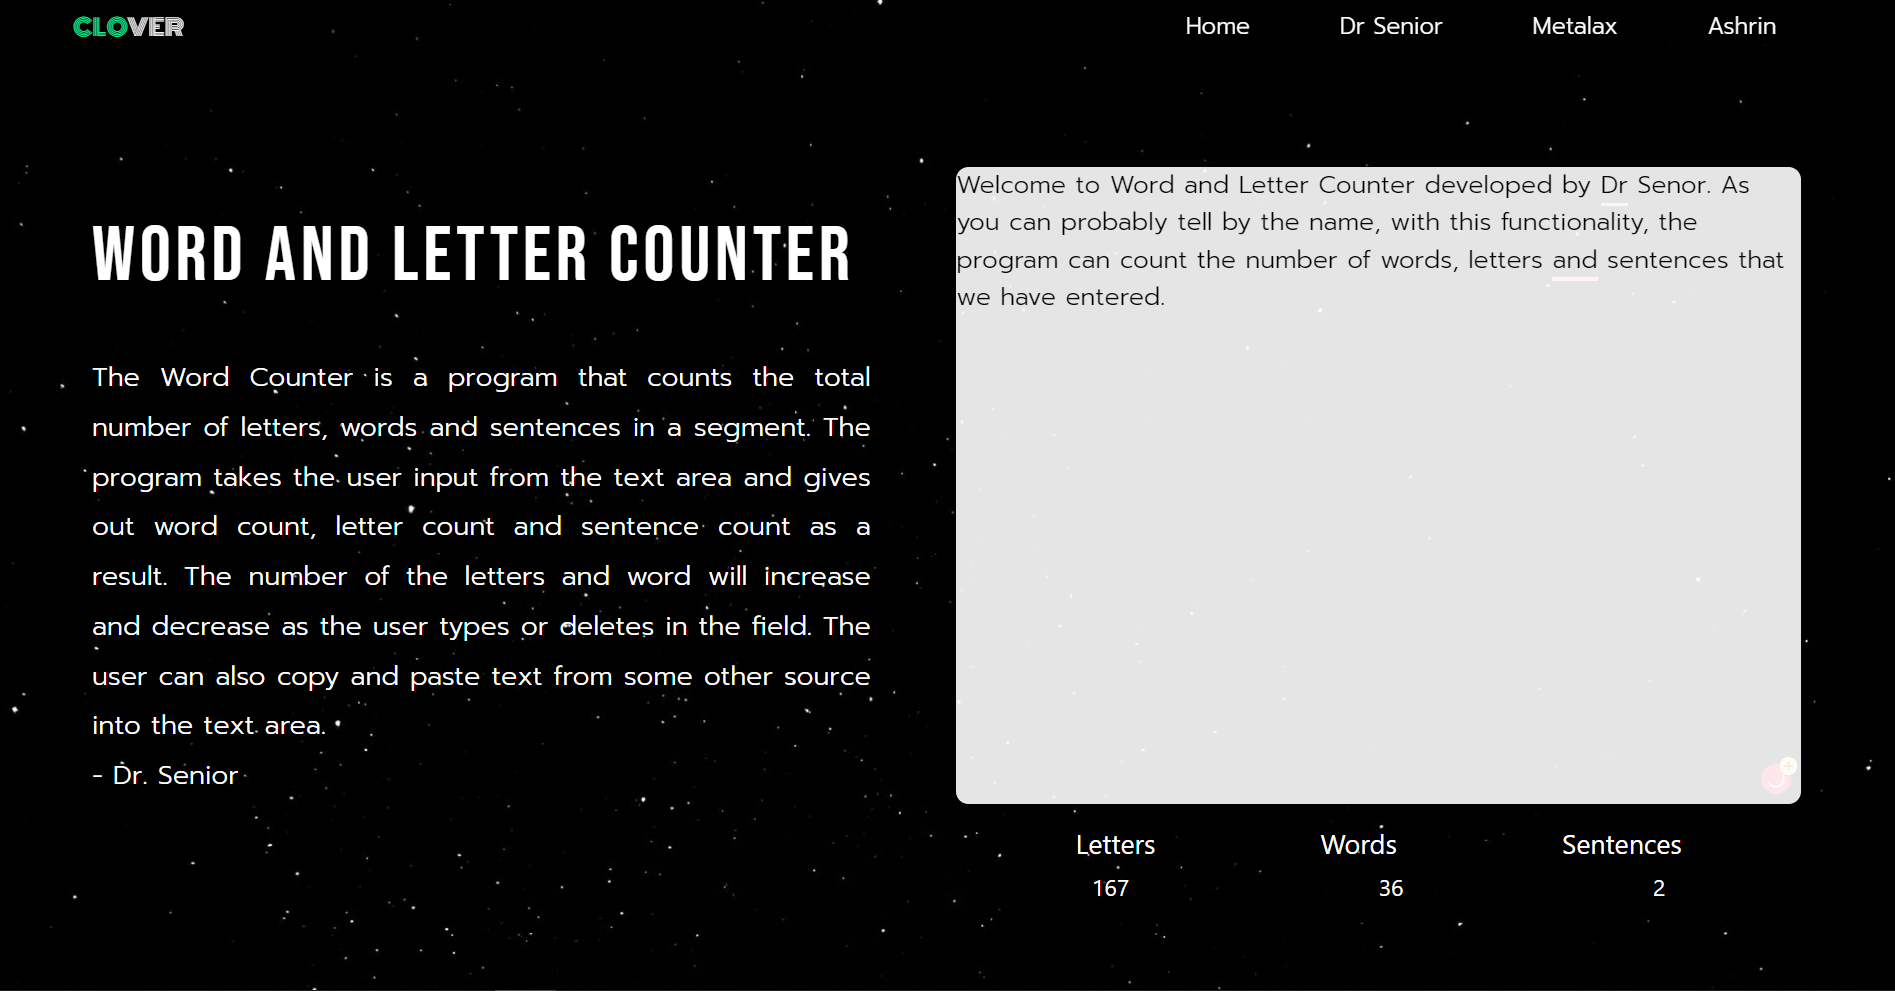 CLOVER
Home Dr Senior Metalax Ashrin
WORD AND LETTER COUNTER
The Word Counter is a program that counts the total
number of letters, words and sentences in a segment. The
program takes the user input from the text area and gives
out word count, letter count and sentence count as a
result. The number of the letters and word will increase
and decrease as the user types or deletes in the field. The
user can also copy and paste text from some other source
into the text area.
- Dr. Senior
Welcome to Word and Letter Counter developed by Dr Senor. As
you can probably tell by the name, with this functionality, the
program can count the number of words, letters and sentences that
we have entered.
Letters Words Sentences
167 36 2